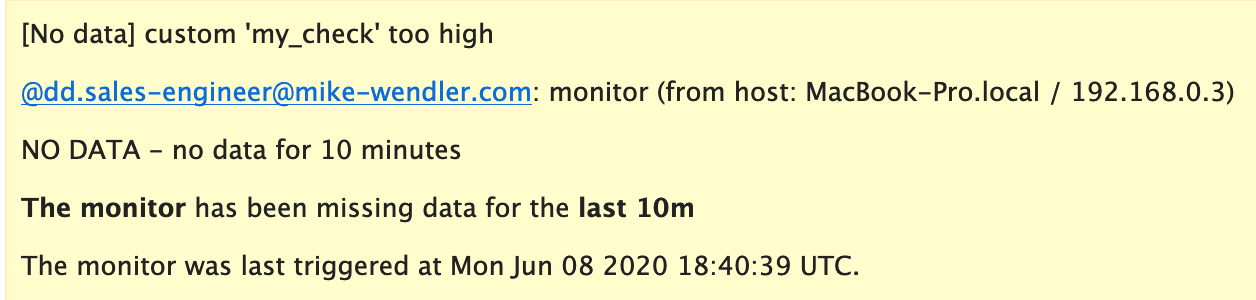 [No data] custom 'my_check' too high
@dd.sales-engineer@mike-wendler.com: monitor (from host: MacBook-Pro.local / 192.168.0.3)
NO DATA – no data for 10 minutes
The monitor has been missing data for the last 10m
The monitor was last triggered at Mon Jun 08 2020 18:40:39 UTC.